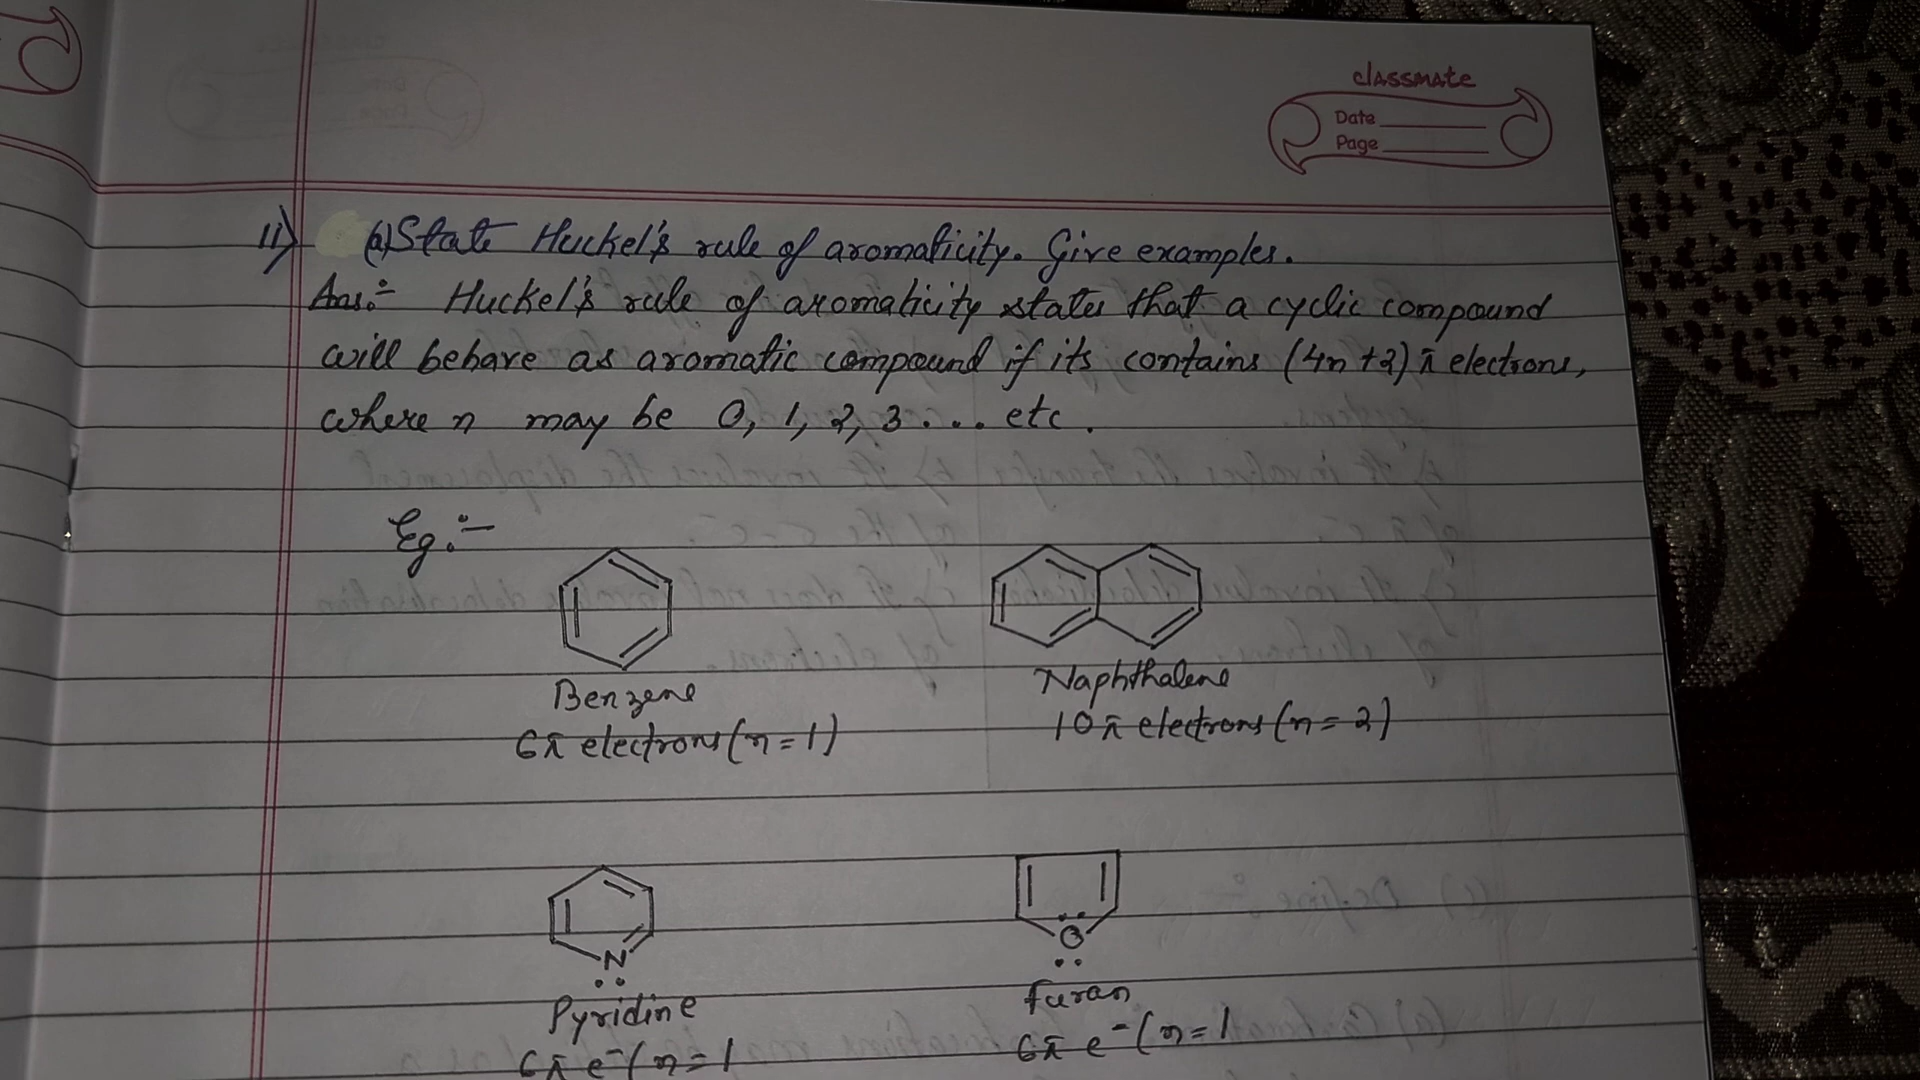 classmate
Date
Page
11) (a) State Huckel's rule of aromaticity. Give examples.
Ans:- Huckel's rule of aromaticity states that a cyclic compound
will behave as aromatic compound if its contains (4n+2) π electrons,
where n may be 0, 1, 2, 3 ... etc.
Eg:-
Benzene
Naphthalene
6π electrons (n=1)
10π electrons (n=2)
N
O
Pyridine
furan
6π e⁻ (n=1
6π e⁻ (n=1